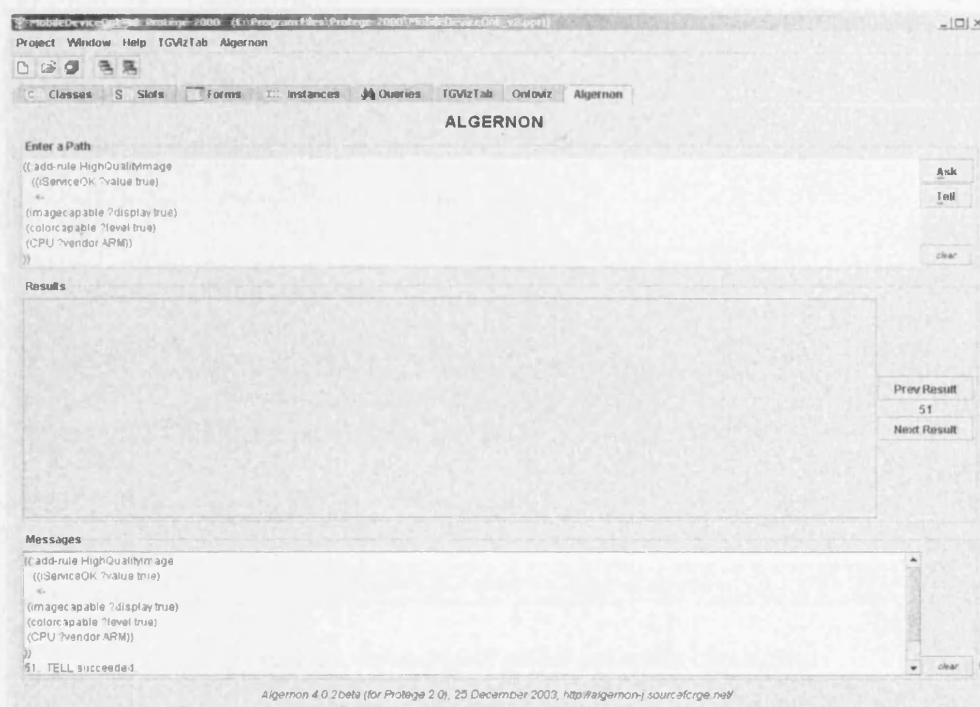 MobileDeviceOnt_v2 Protégé 2000 (E:\Program Files\Protege-2000\MobileDeviceOnt_v2.pprj)
Project Window Help TGVizTab Algernon
C Classes S Slots Forms Instances Queries TGVizTab Ontoviz Algernon
ALGERNON
Enter a Path
((:add-rule HighQualityImage
((iServiceOK ?value true)
<-
(imagecapable ?display true)
(colorcapable ?level true)
(CPU ?vendor ARM))
))
Ask
Tell
clear
Results
Prev Result
51
Next Result
Messages
((:add-rule HighQualityImage
((iServiceOK ?value true)
<-
(imagecapable ?display true)
(colorcapable ?level true)
(CPU ?vendor ARM))
))
51. TELL succeeded.
clear
Algernon 4.0.2beta (for Protege 2.0), 25 December 2003, http://algernon-j.sourceforge.net/